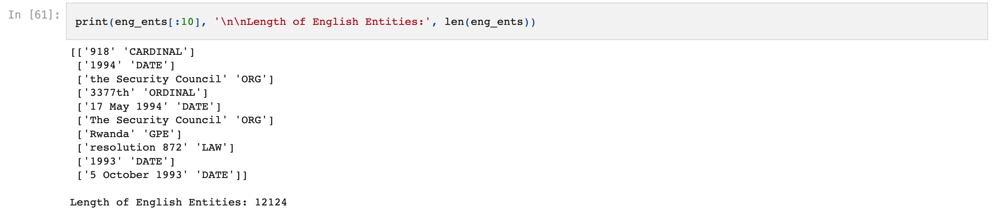 In [61]:
print(eng_ents[:10], '\n\nLength of English Entities:', len(eng_ents))
[['918' 'CARDINAL']
['1994' 'DATE']
['the Security Council' 'ORG']
['3377th' 'ORDINAL']
['17 May 1994' 'DATE']
['The Security Council' 'ORG']
['Rwanda' 'GPE']
['resolution 872' 'LAW']
['1993' 'DATE']
['5 October 1993' 'DATE']]
Length of English Entities: 12124